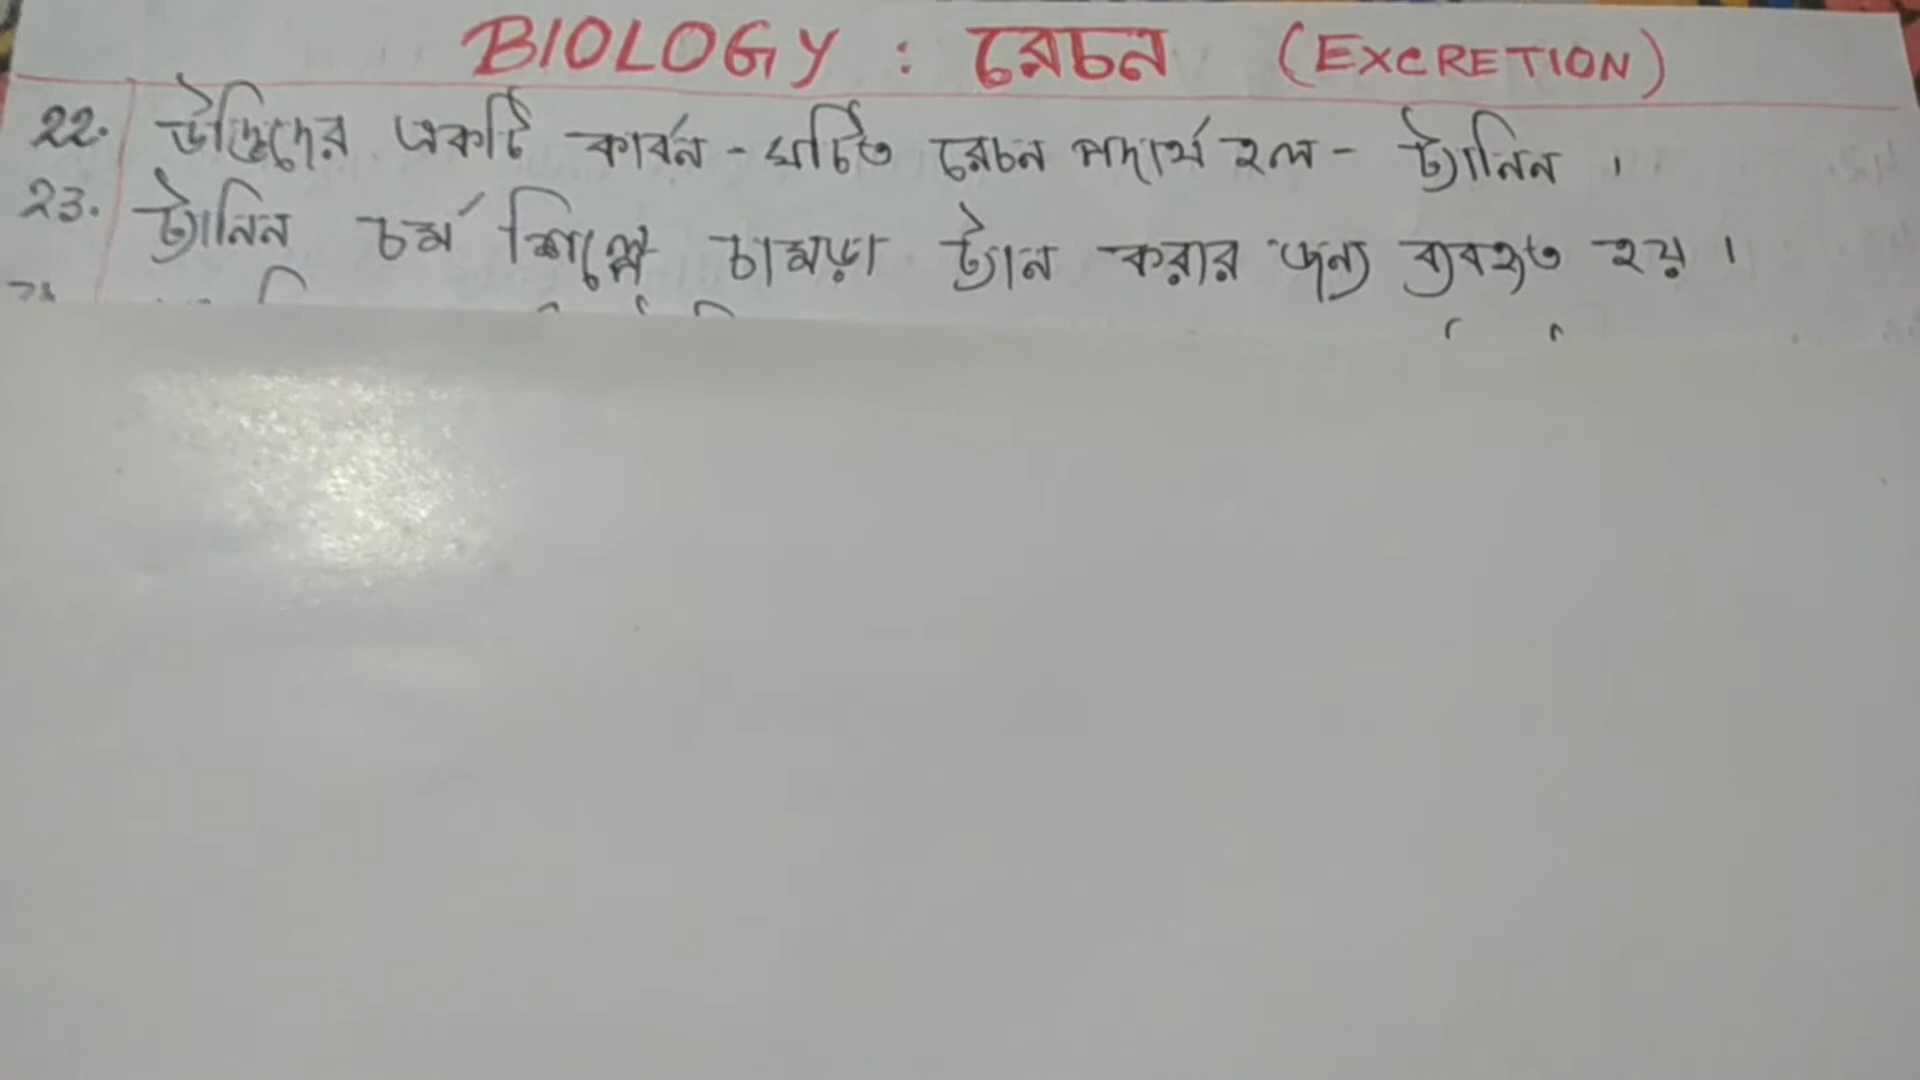 BIOLOGY : রেচন (EXCRETION)
22. উদ্ভিদের একটি কার্বন - ঘটিত রেচন পদার্থ হল - ট্যানিন ।
23. ট্যানিন চর্ম শিল্পে চামড়া ট্যান করার জন্য ব্যবহৃত হয় ।